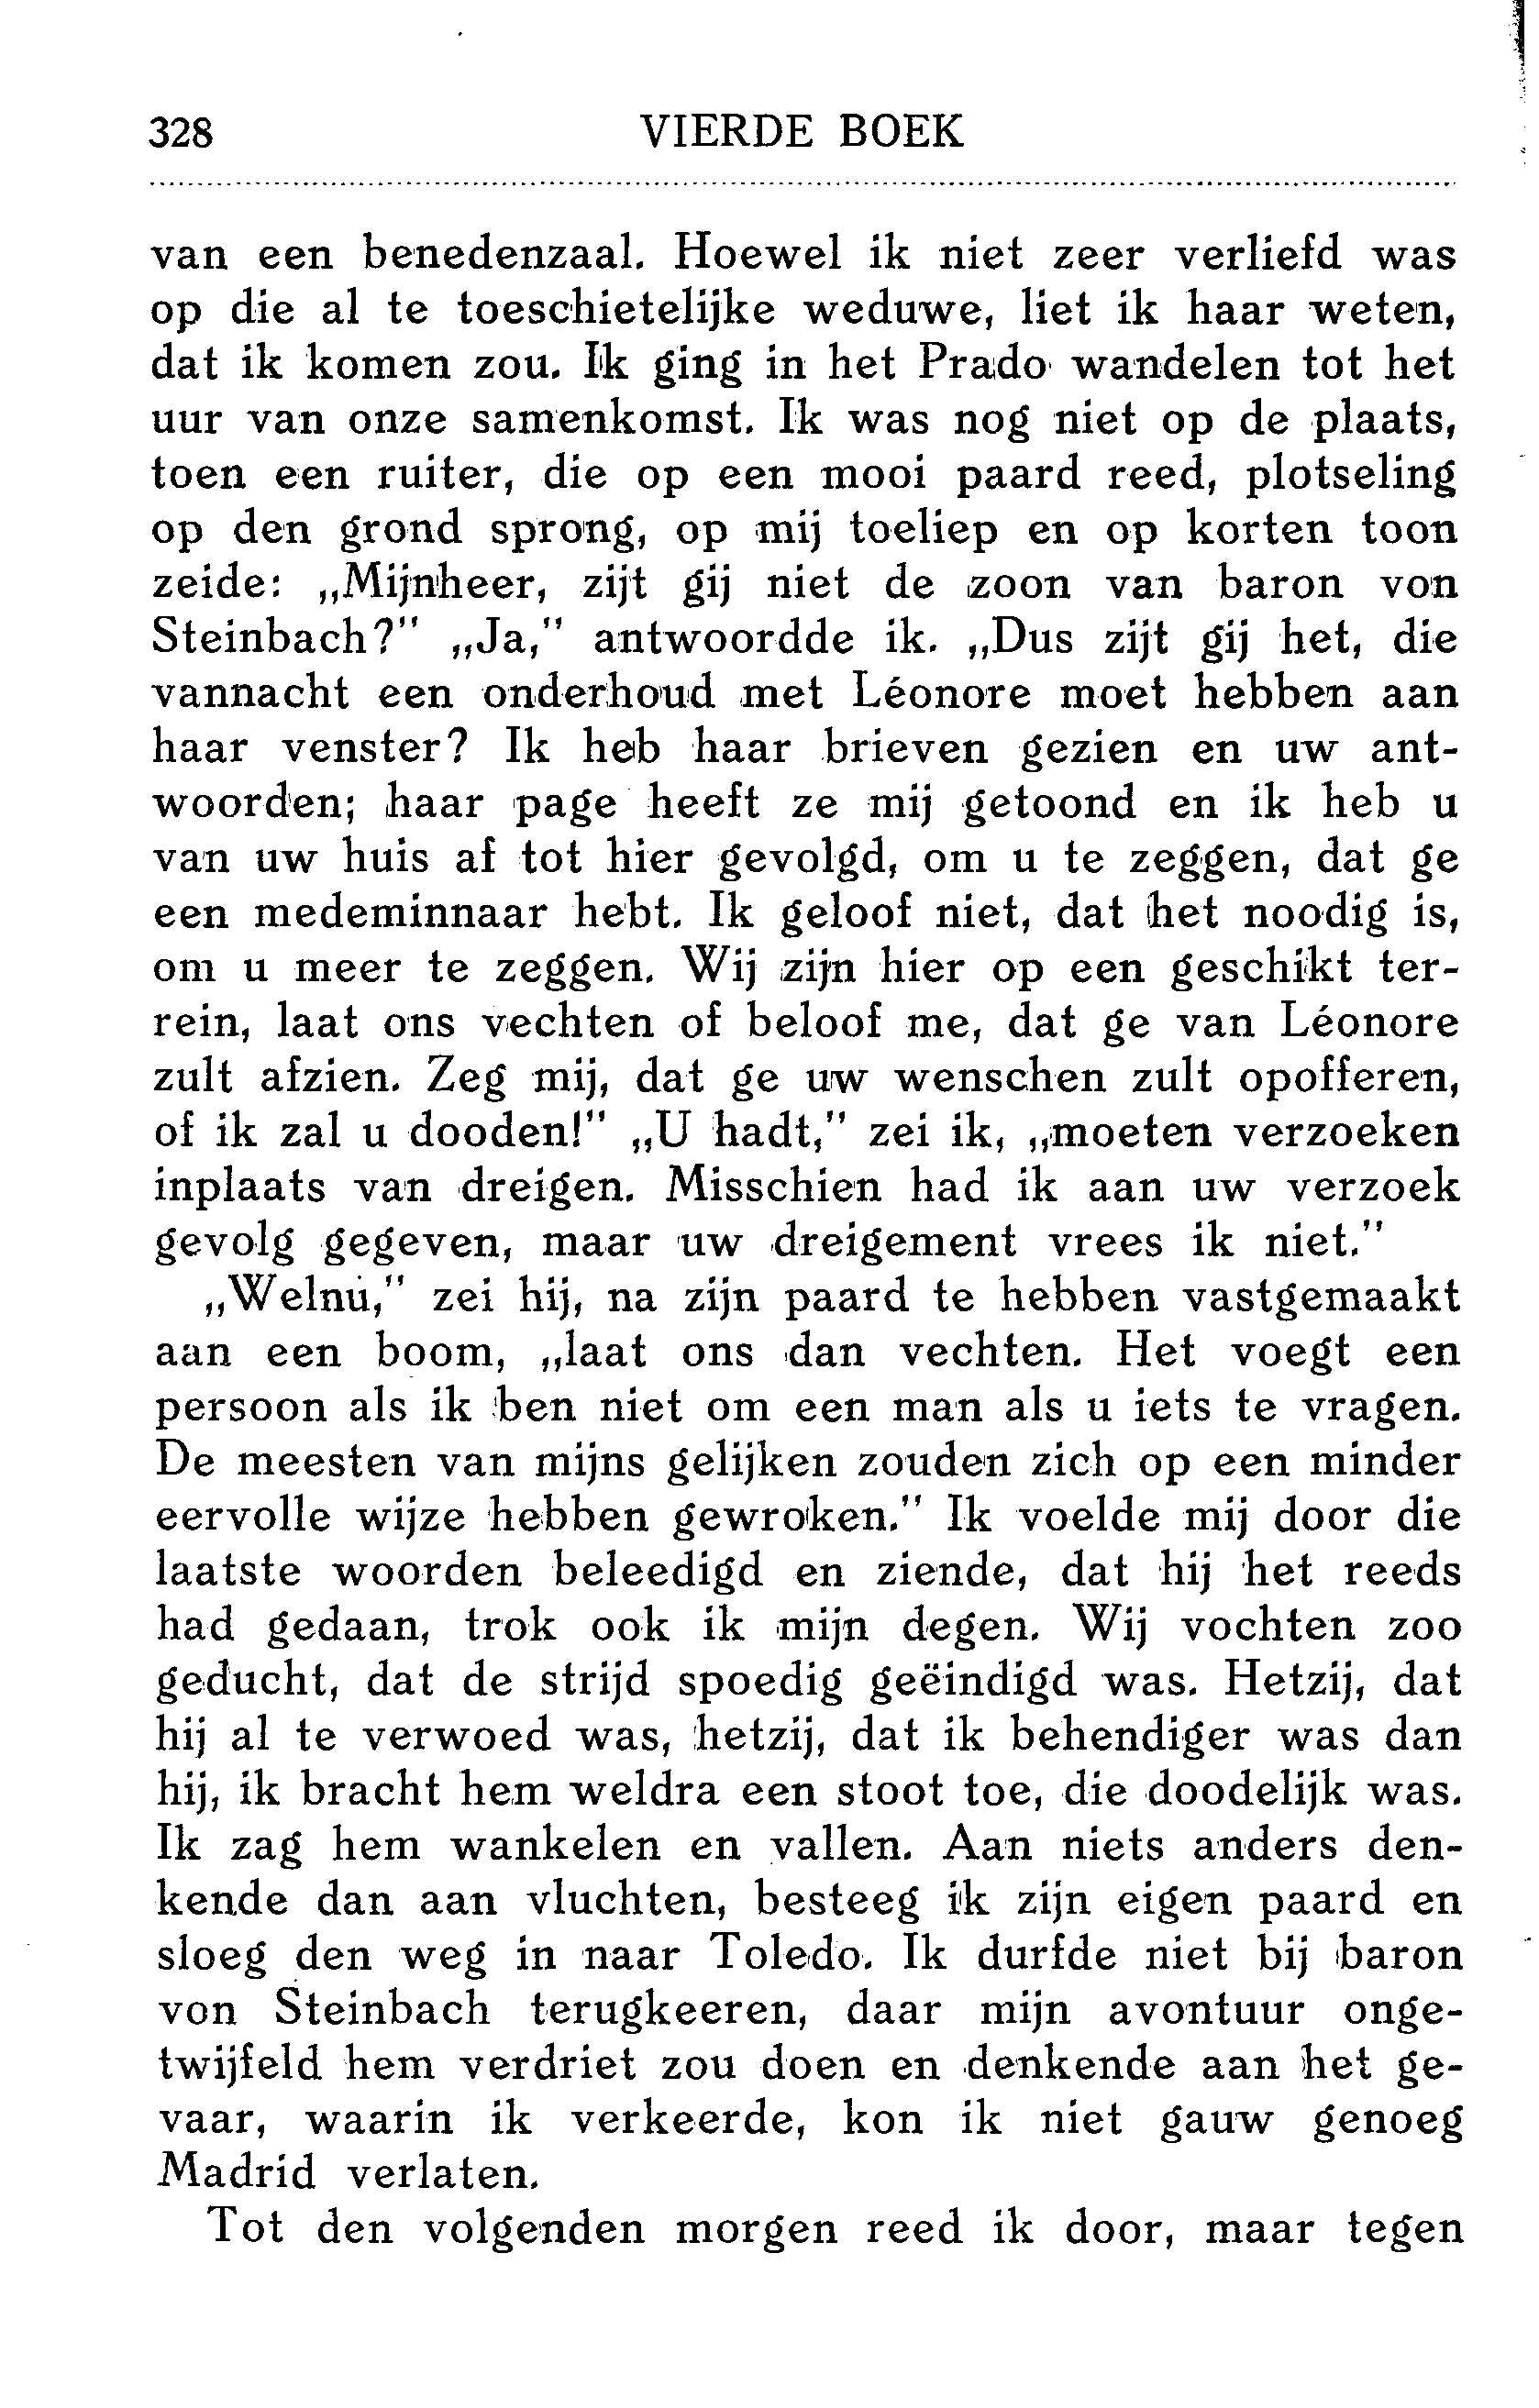 328 VIERDE BOEK
van een benedenzaal. Hoewel ik niet zeer verliefd was
op die al te toeschietelijke weduwe, liet ik haar weten,
dat ik komen zou. Ik ging in het Prado wandelen tot het
uur van onze samenkomst. Ik was nog niet op de plaats,
toen een ruiter, die op een mooi paard reed, plotseling
op den grond sprong, op mij toeliep en op korten toon
zeide: „Mijnheer, zijt gij niet de zoon van baron von
Steinbach?" „Ja," antwoordde ik. „Dus zijt gij het, die
vannacht een onderhoud met Léonore moet hebben aan
haar venster? Ik heb haar brieven gezien en uw ant-
woorden; haar page heeft ze mij getoond en ik heb u
van uw huis af tot hier gevolgd, om u te zeggen, dat ge
een medeminnaar hebt. Ik geloof niet, dat het noodig is,
om u meer te zeggen. Wij zijn hier op een geschikt ter-
rein, laat ons vechten of beloof me, dat ge van Léonore
zult afzien. Zeg mij, dat ge uw wenschen zult opofferen,
of ik zal u dooden!" „U hadt," zei ik, „moeten verzoeken
inplaats van dreigen. Misschien had ik aan uw verzoek
gevolg gegeven, maar uw dreigement vrees ik niet."
„Welnu," zei hij, na zijn paard te hebben vastgemaakt
aan een boom, „laat ons dan vechten. Het voegt een
persoon als ik ben niet om een man als u iets te vragen.
De meesten van mijns gelijken zouden zich op een minder
eervolle wijze hebben gewroken." Ik voelde mij door die
laatste woorden beleedigd en ziende, dat hij het reeds
had gedaan, trok ook ik mijn degen. Wij vochten zoo
geducht, dat de strijd spoedig geëindigd was. Hetzij, dat
hij al te verwoed was, hetzij, dat ik behendiger was dan
hij, ik bracht hem weldra een stoot toe, die doodelijk was.
Ik zag hem wankelen en vallen. Aan niets anders den-
kende dan aan vluchten, besteeg ik zijn eigen paard en
sloeg den weg in naar Toledo. Ik durfde niet bij baron
von Steinbach terugkeeren, daar mijn avontuur onge-
twijfeld hem verdriet zou doen en denkende aan het ge-
vaar, waarin ik verkeerde, kon ik niet gauw genoeg
Madrid verlaten.
Tot den volgenden morgen reed ik door, maar tegen